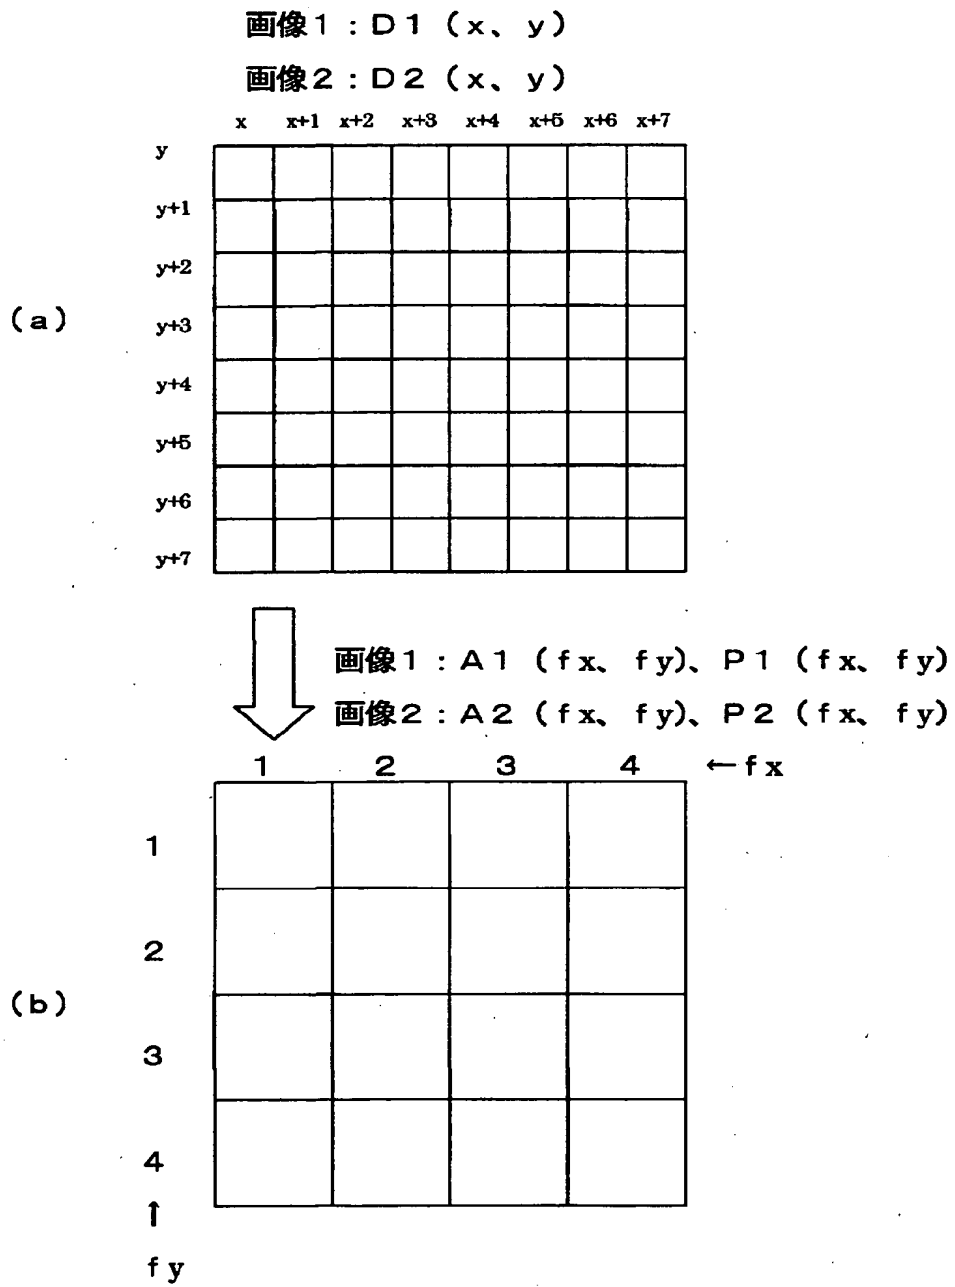 画像1：D1（x、y）
画像2：D2（x、y）
x x+1 x+2 x+3 x+4 x+5 x+6 x+7
y
y+1
y+2
(a)
y+3
y+4
y+5
y+6
y+7
画像1：A1（fx、fy）、P1（fx、fy）
画像2：A2（fx、fy）、P2（fx、fy）
1 2 3 4 ←fx
1
2
(b)
3
4
↑
fy